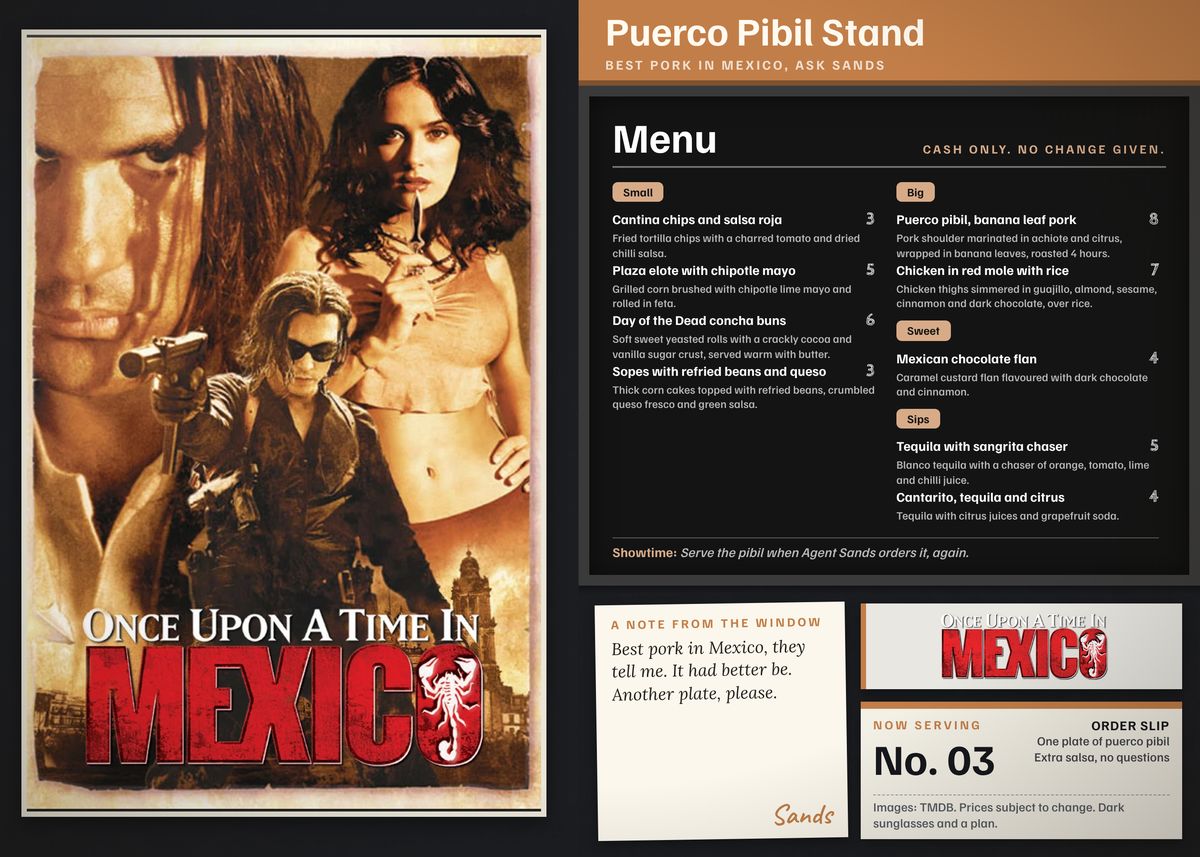 ONCE UPON A TIME IN
MEXICO
Puerco Pibil Stand
BEST PORK IN MEXICO, ASK SANDS
Menu
CASH ONLY. NO CHANGE GIVEN.
Small
Cantina chips and salsa roja 3
Fried tortilla chips with a charred tomato and dried
chilli salsa.
Plaza elote with chipotle mayo 5
Grilled corn brushed with chipotle lime mayo and
rolled in feta.
Day of the Dead concha buns 6
Soft sweet yeasted rolls with a crackly cocoa and
vanilla sugar crust, served warm with butter.
Sopes with refried beans and queso 3
Thick corn cakes topped with refried beans, crumbled
queso fresco and green salsa.
Big
Puerco pibil, banana leaf pork 8
Pork shoulder marinated in achiote and citrus,
wrapped in banana leaves, roasted 4 hours.
Chicken in red mole with rice 7
Chicken thighs simmered in guajillo, almond, sesame,
cinnamon and dark chocolate, over rice.
Sweet
Mexican chocolate flan 4
Caramel custard flan flavoured with dark chocolate
and cinnamon.
Sips
Tequila with sangrita chaser 5
Blanco tequila with a chaser of orange, tomato, lime
and chilli juice.
Cantarito, tequila and citrus 4
Tequila with citrus juices and grapefruit soda.
Showtime: Serve the pibil when Agent Sands orders it, again.
A NOTE FROM THE WINDOW
Best pork in Mexico, they
tell me. It had better be.
Another plate, please.
Sands
ONCE UPON A TIME IN
MEXICO
NOW SERVING
No. 03
ORDER SLIP
One plate of puerco pibil
Extra salsa, no questions
Images: TMDB. Prices subject to change. Dark
sunglasses and a plan.